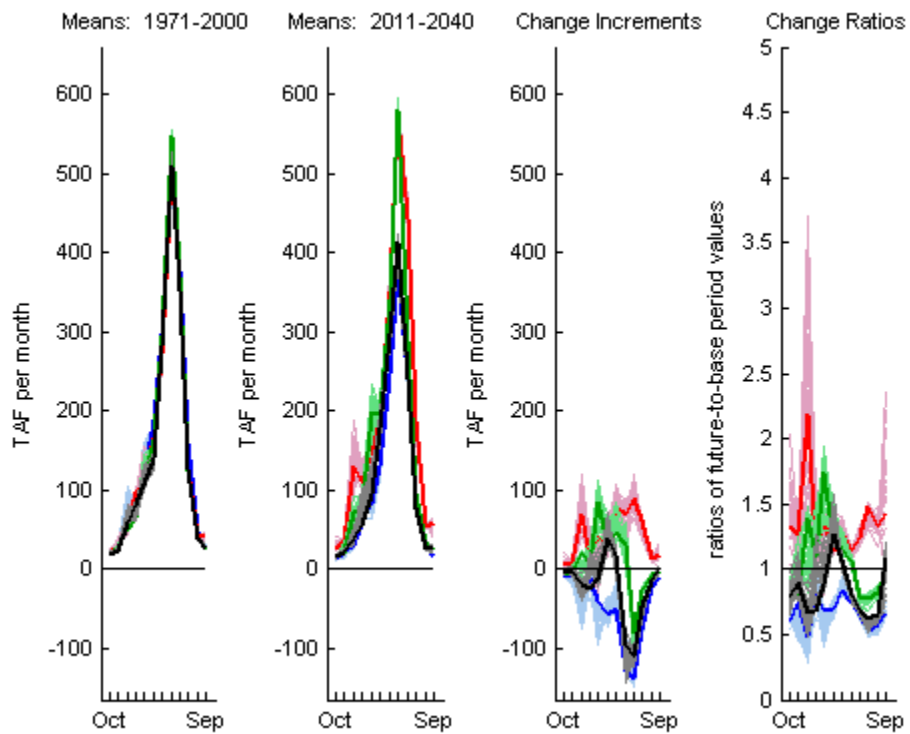 Means: 1971-2000
Means: 2011-2040
Change Increments
Change Ratios
TAF per month
600
500
400
300
200
100
0
-100
Oct
Sep
TAF per month
600
500
400
300
200
100
0
-100
Oct
Sep
TAF per month
600
500
400
300
200
100
0
-100
Oct
Sep
ratios of future-to-base period values
5
4.5
4
3.5
3
2.5
2
1.5
1
0.5
0
Oct
Sep